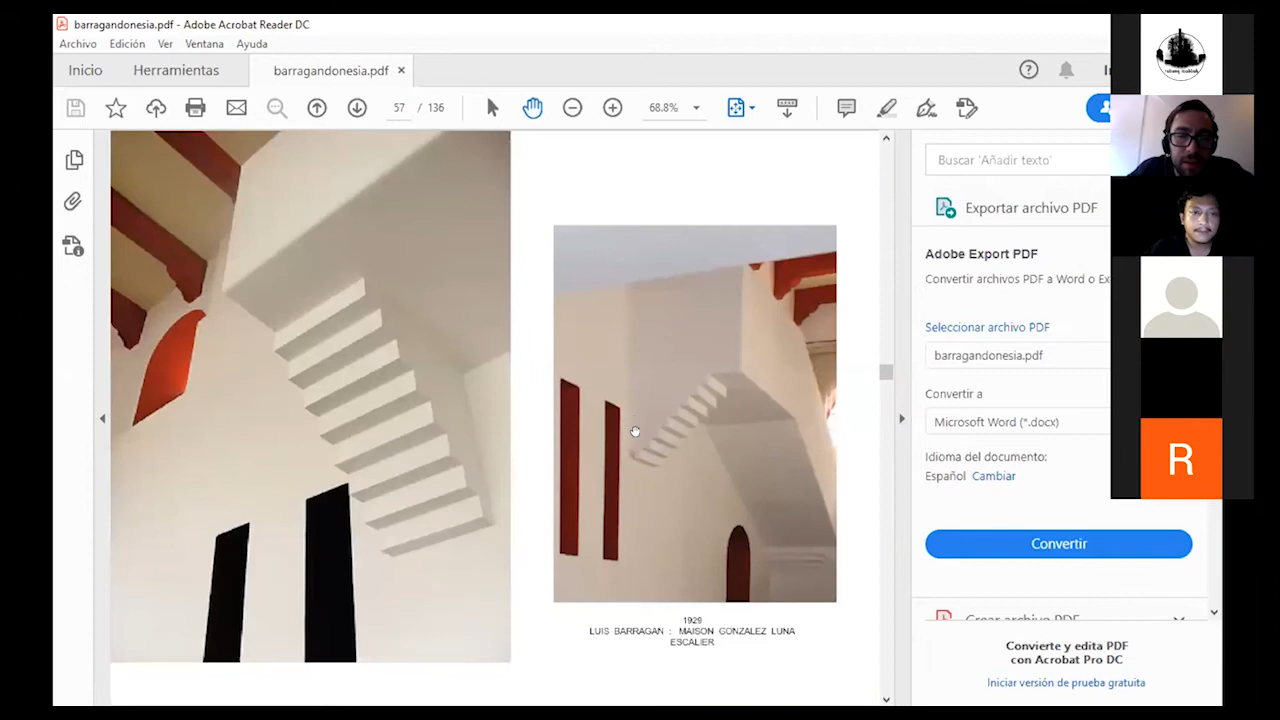 barragandonesia.pdf - Adobe Acrobat Reader DC
Archivo Edición Ver Ventana Ayuda
Inicio Herramientas barragandonesia.pdf ×
57 / 136 68.8%
Buscar 'Añadir texto'
Exportar archivo PDF
Adobe Export PDF
Convertir archivos PDF a Word o Ex
Seleccionar archivo PDF
barragandonesia.pdf
Convertir a
Microsoft Word (*.docx)
Idioma del documento:
Español Cambiar
R
Convertir
Crear archivo PDF
Convierte y edita PDF
con Acrobat Pro DC
Iniciar versión de prueba gratuita
1929
LUIS BARRAGAN : MAISON GONZALEZ LUNA
ESCALIER